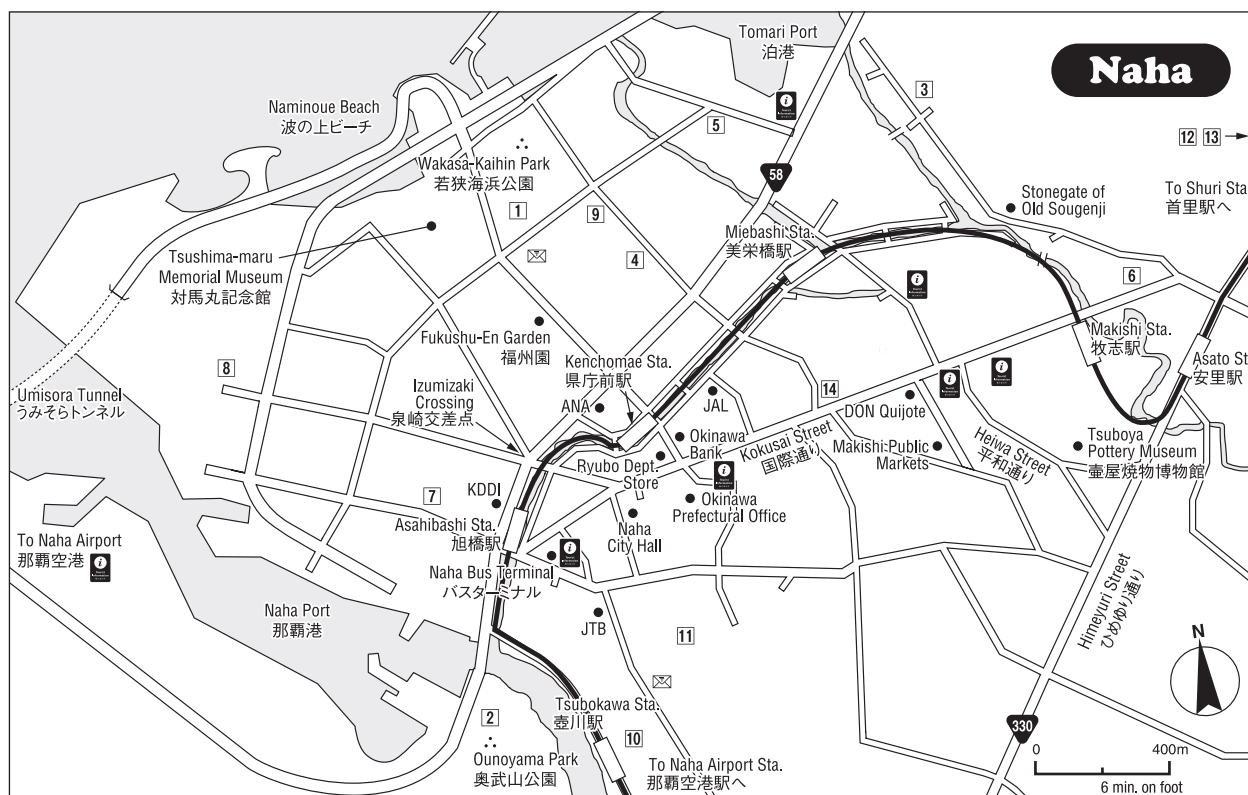 Naha
Tomari Port
泊港
Naminoue Beach
波の上ビーチ
3
5
12 13
58
To Shuri Sta.
首里駅へ
Wakasa-Kaihin Park
若狭海浜公園
Stonegate of
Old Sougenji
1
9
4
Miebashi Sta.
美栄橋駅
6
Tsushima-maru
Memorial Museum
対馬丸記念館
Fukushu-En Garden
福州園
Makishi Sta.
牧志駅
Asato St
安里駅
8
Umisora Tunnel
うみそらトンネル
Izumizaki
Crossing
泉崎交差点
Kenchomae Sta.
県庁前駅
ANA
JAL
14
DON Quijote
Okinawa
Bank
Kokusai Street
国際通り
Makishi Public
Markets
Heiwa Street
平和通り
Tsuboya
Pottery Museum
壷屋焼物博物館
Ryubo Dept.
Store
7
KDDI
Okinawa
Prefectural Office
Naha
City Hall
Asahibashi Sta.
旭橋駅
To Naha Airport
那覇空港
Naha Bus Terminal
バスターミナル
Naha Port
那覇港
JTB
11
Himeyuri Street
ひめゆり通り
N
2
Tsubokawa Sta.
壺川駅
10
Ounoyama Park
奥武山公園
To Naha Airport Sta.
那覇空港駅へ
330
0 400m
6 min. on foot